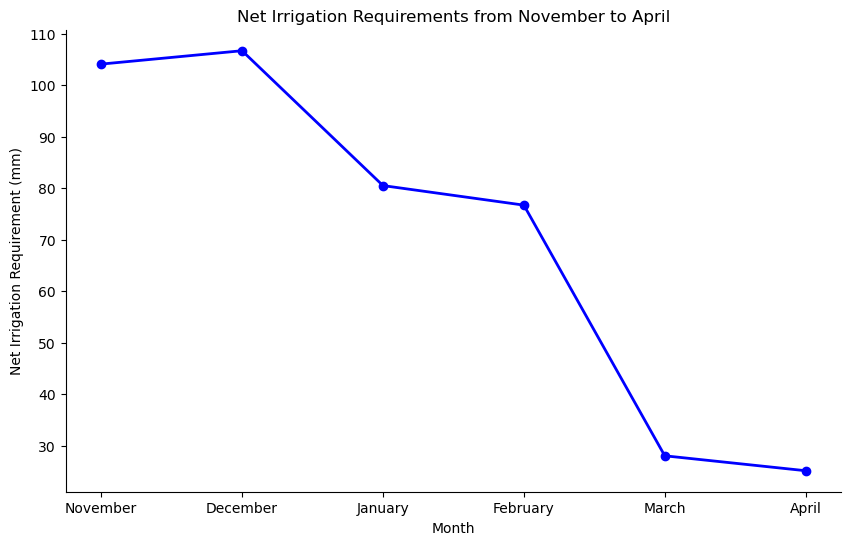 Net Irrigation Requirements from November to April
Net Irrigation Requirement (mm)
110
100
90
80
70
60
50
40
30
November December January February March April
Month